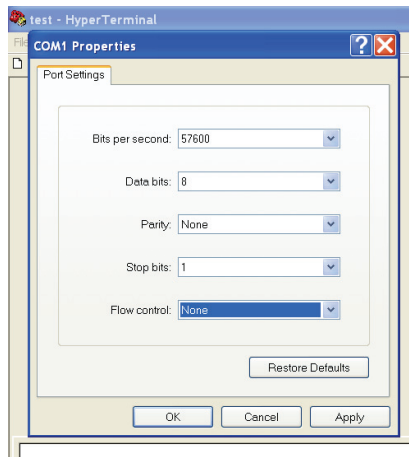 test - HyperTerminal
File
COM1 Properties
Port Settings
Bits per second: 57600
Data bits: 8
Parity: None
Stop bits: 1
Flow control: None
Restore Defaults
OK Cancel Apply